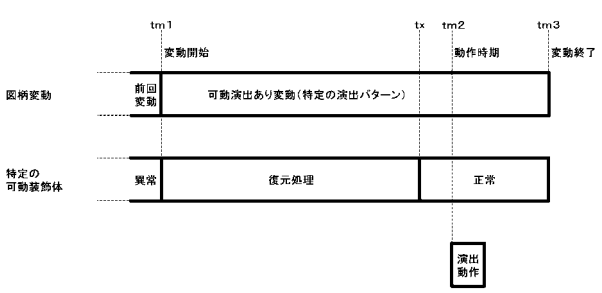 tm1
tx
tm2
tm3
変動開始
動作時期
変動終了
図柄変動
前回
変動
可動演出あり変動(特定の演出パターン)
特定の
可動装飾体
異常
復元処理
正常
演出
動作